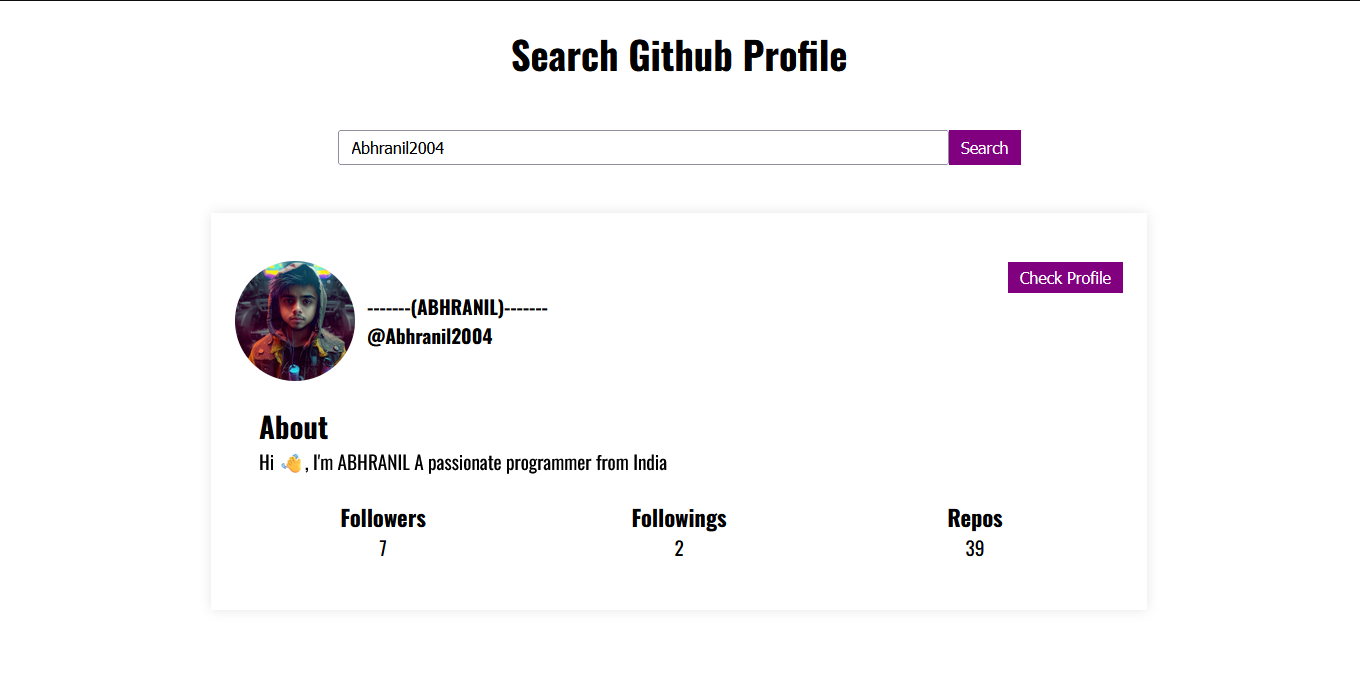 Search Github Profile
Abhranil2004
Search
Check Profile
-------(ABHRANIL)-------
@Abhranil2004
About
Hi 👋, I'm ABHRANIL A passionate programmer from India
Followers Followings Repos
7 2 39